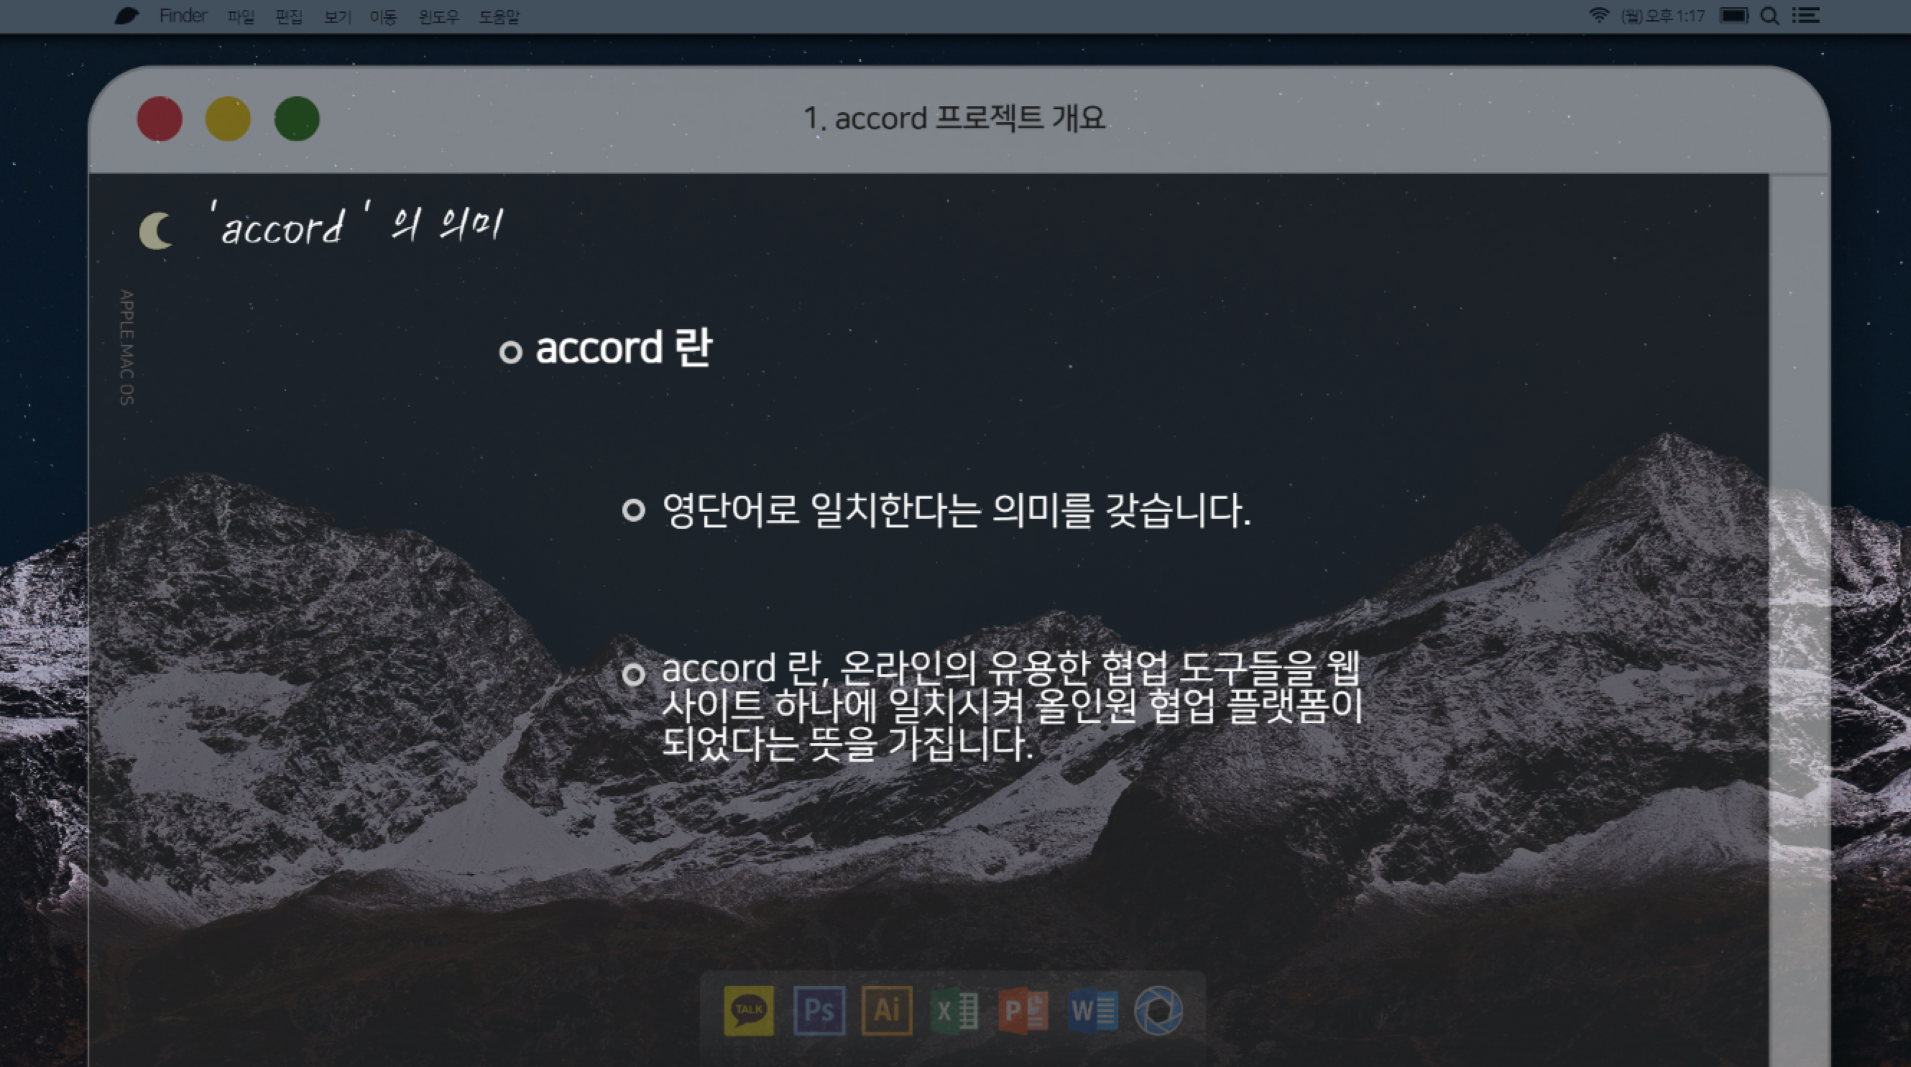 Finder 파일 편집 보기 이동 윈도우 도움말
(월) 오후 1:17
1. accord 프로젝트 개요
'accord' 의 의미
APPLE MAC OS
accord 란
영단어로 일치한다는 의미를 갖습니다.
accord 란, 온라인의 유용한 협업 도구들을 웹
사이트 하나에 일치시켜 올인원 협업 플랫폼이
되었다는 뜻을 가집니다.
TALK Ps Ai X P W